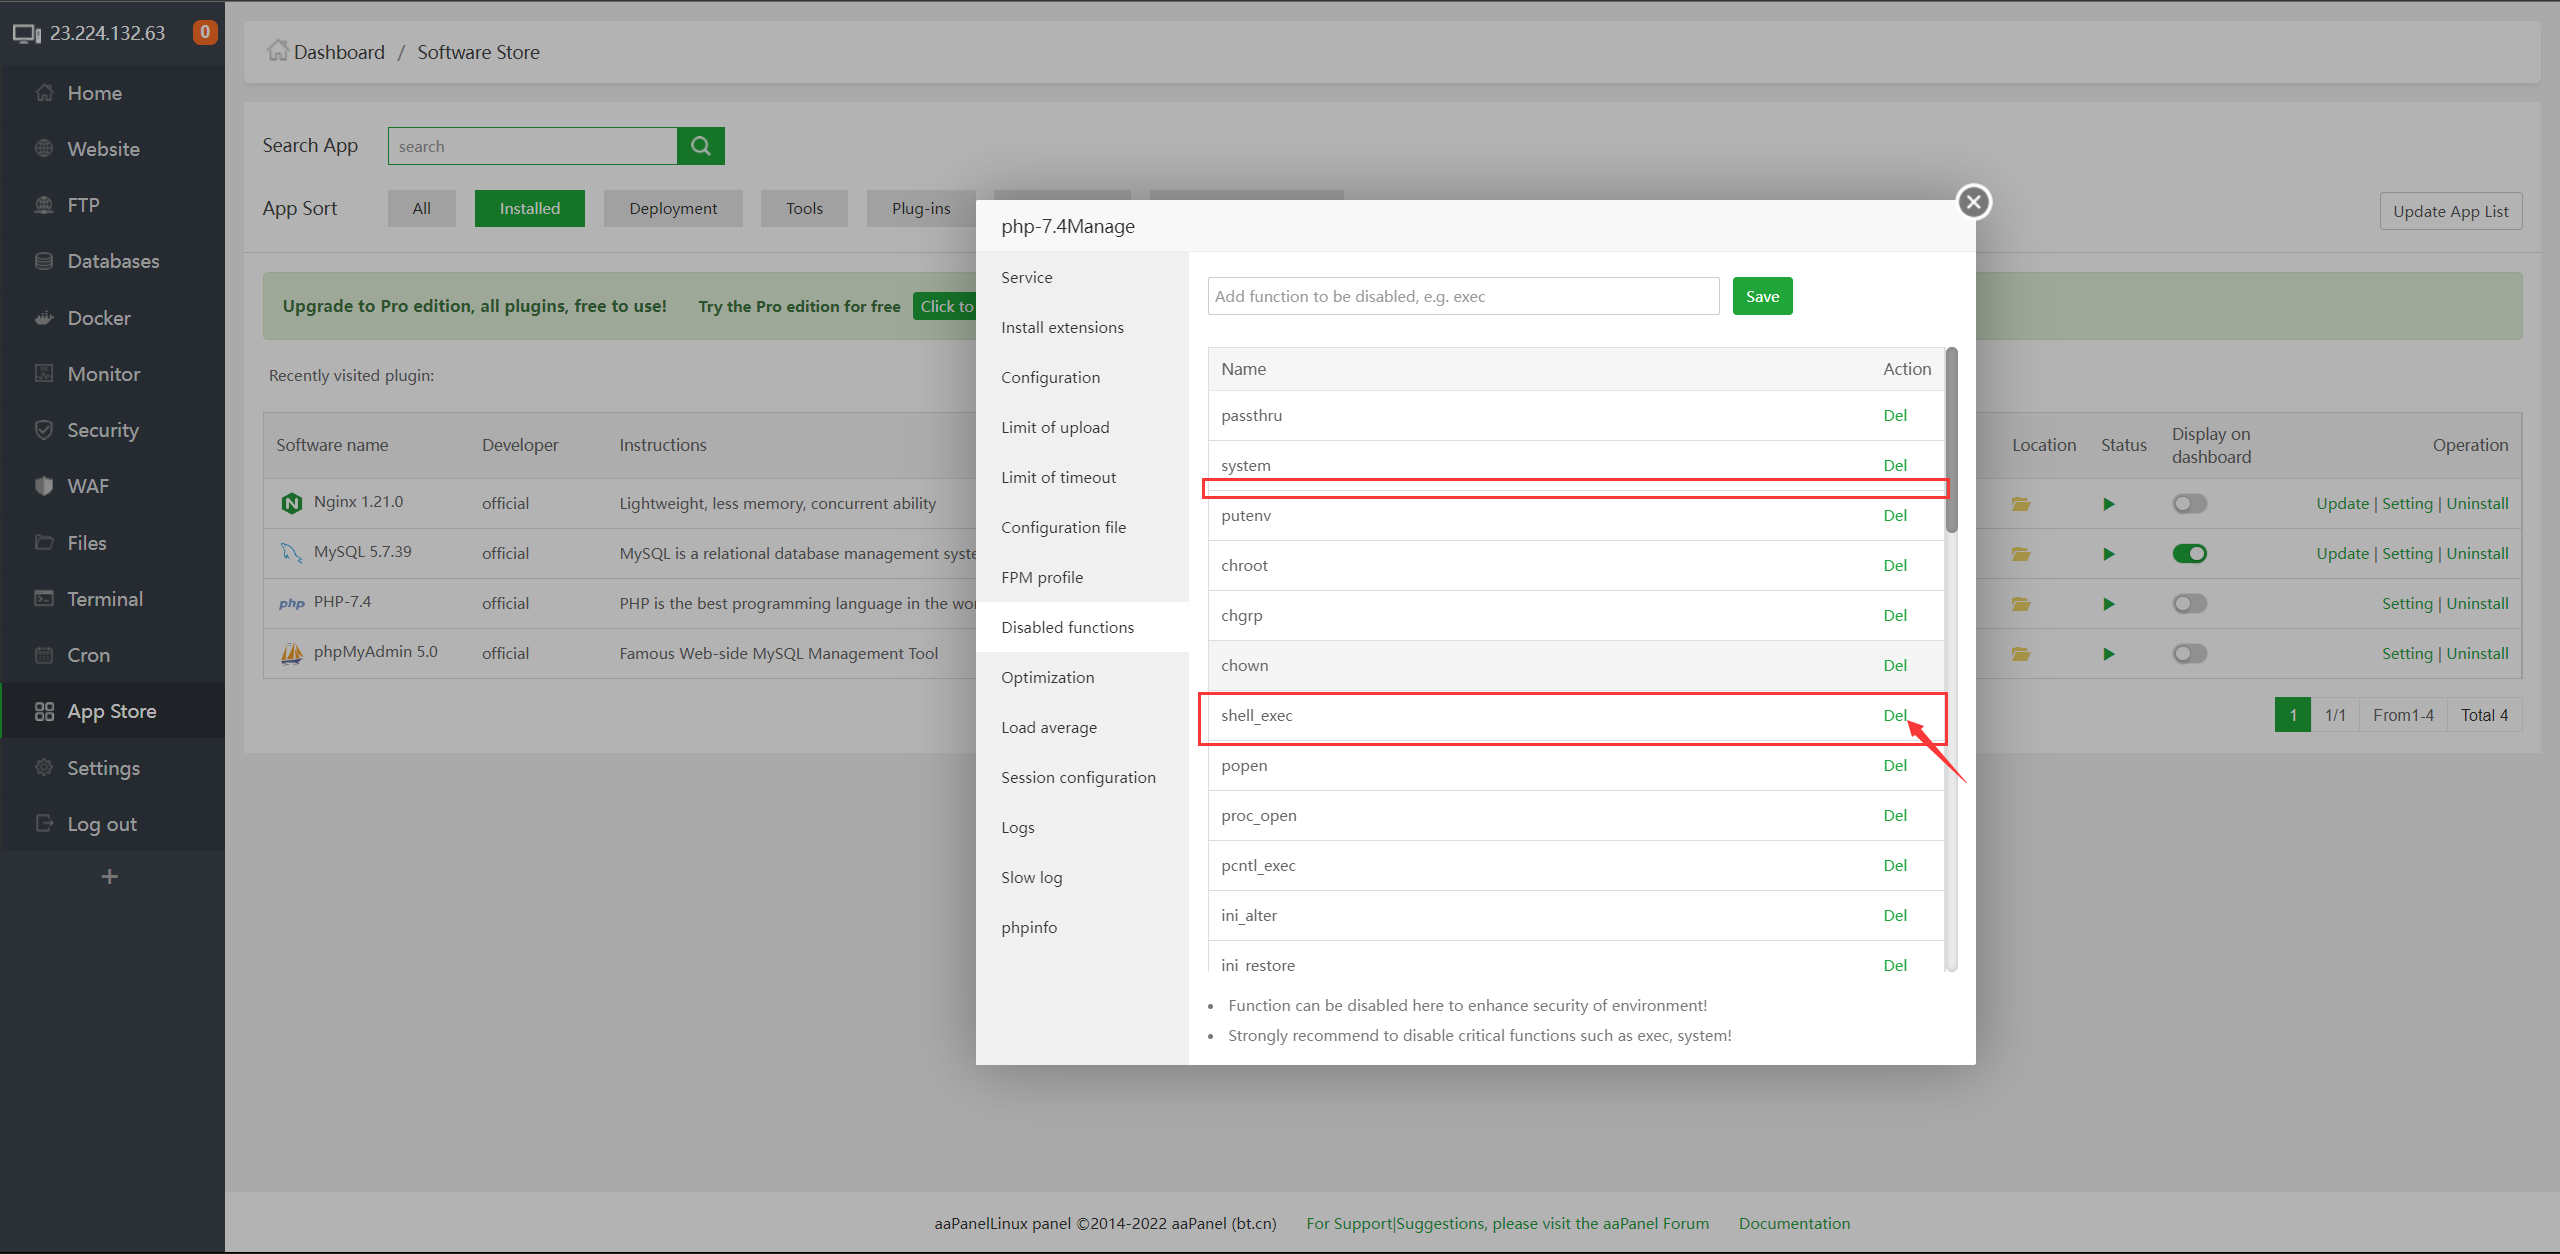 23.224.132.63
0
Home
Website
FTP
Databases
Docker
Monitor
Security
WAF
Files
Terminal
Cron
App Store
Settings
Log out
+
Dashboard / Software Store
Search App
search
App Sort
All
Installed
Deployment
Tools
Plug-ins
Update App List
Upgrade to Pro edition, all plugins, free to use!
Try the Pro edition for free
Click to
Recently visited plugin:
Software name
Developer
Instructions
Location
Status
Display on
dashboard
Operation
Nginx 1.21.0
official
Lightweight, less memory, concurrent ability
Update | Setting | Uninstall
MySQL 5.7.39
official
MySQL is a relational database management syste
Update | Setting | Uninstall
php
PHP-7.4
official
PHP is the best programming language in the wo
Setting | Uninstall
phpMyAdmin 5.0
official
Famous Web-side MySQL Management Tool
Setting | Uninstall
1
1/1
From1-4
Total 4
php-7.4Manage
Service
Install extensions
Configuration
Limit of upload
Limit of timeout
Configuration file
FPM profile
Disabled functions
Optimization
Load average
Session configuration
Logs
Slow log
phpinfo
Add function to be disabled, e.g. exec
Save
Name
Action
passthru
Del
system
Del
putenv
Del
chroot
Del
chgrp
Del
chown
Del
shell_exec
Del
popen
Del
proc_open
Del
pcntl_exec
Del
ini_alter
Del
ini_restore
Del
Function can be disabled here to enhance security of environment!
Strongly recommend to disable critical functions such as exec, system!
aaPanelLinux panel ©2014-2022 aaPanel (bt.cn)
For Support|Suggestions, please visit the aaPanel Forum
Documentation